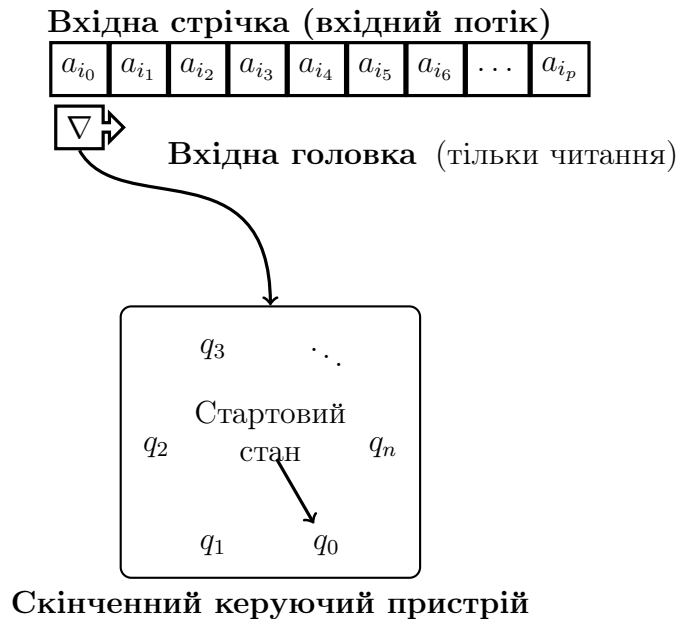 Вхідна стрічка (вхідний потік)
a_{i_0} a_{i_1} a_{i_2} a_{i_3} a_{i_4} a_{i_5} a_{i_6} ... a_{i_p}
∇
Вхідна головка (тільки читання)
q_3 ⋱
Стартовий
q_2 q_n
стан
q_1 q_0
Скінченний керуючий пристрій